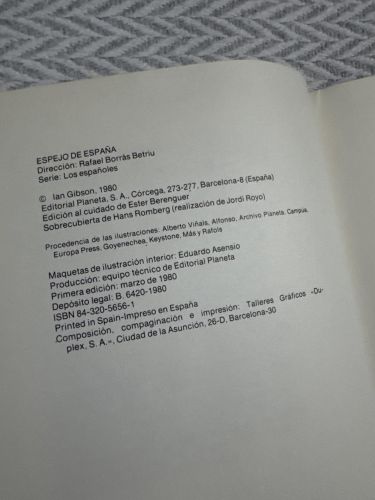 ESPEJO DE ESPAÑA
Dirección: Rafael Borràs Betriu
Serie: Los españoles
© Ian Gibson, 1980
Editorial Planeta, S. A., Córcega, 273-277, Barcelona-8 (España)
Edición al cuidado de Ester Berenguer
Sobrecubierta de Hans Romberg (realización de Jordi Royo)
Procedencia de las ilustraciones: Alberto Viñals, Alfonso, Archivo Planeta, Campúa,
Europa Press, Goyenechea, Keystone, Más y Ratols
Maquetas de ilustración interior: Eduardo Asensio
Producción: equipo técnico de Editorial Planeta
Primera edición: marzo de 1980
Depósito legal: B. 6420-1980
ISBN 84-320-5656-1
Printed in Spain-Impreso en España
Composición, compaginación e impresión: Talleres Gráficos «Du-
plex, S. A.», Ciudad de la Asunción, 26-D, Barcelona-30